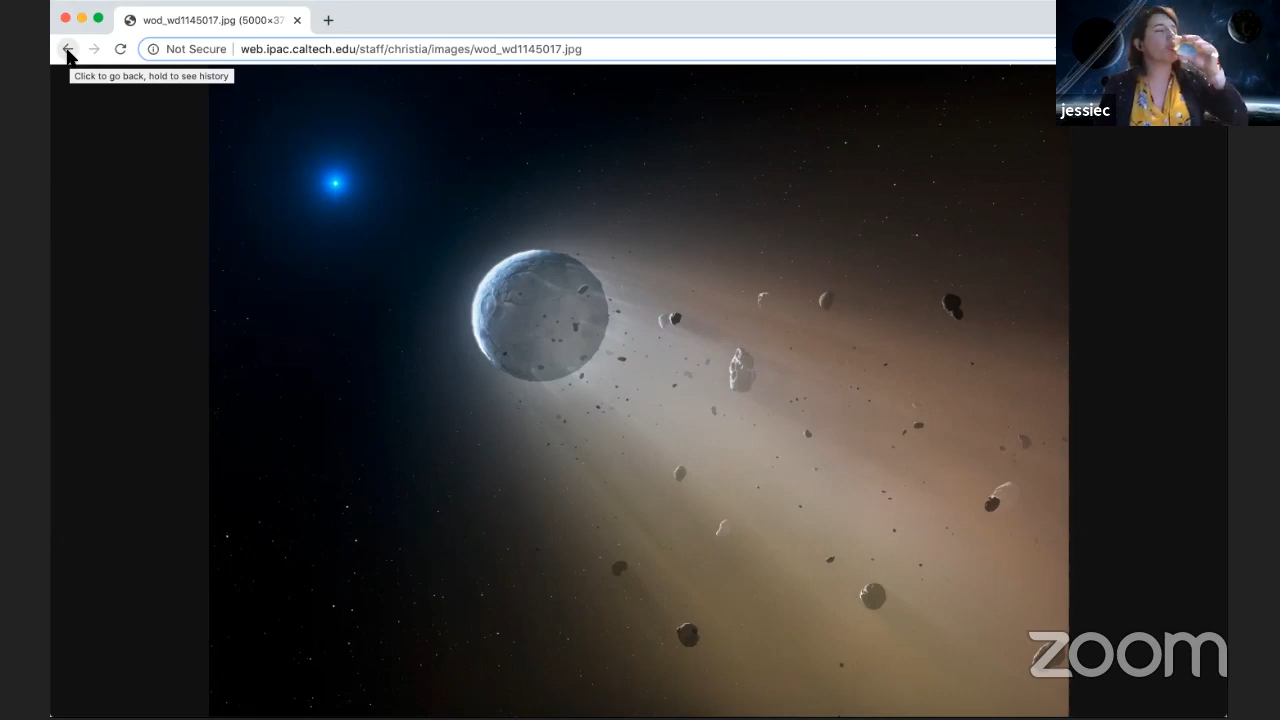 wod_wd1145017.jpg (5000×37
Not Secure
web.ipac.caltech.edu/staff/christia/images/wod_wd1145017.jpg
Click to go back, hold to see history
jessiec
zoom